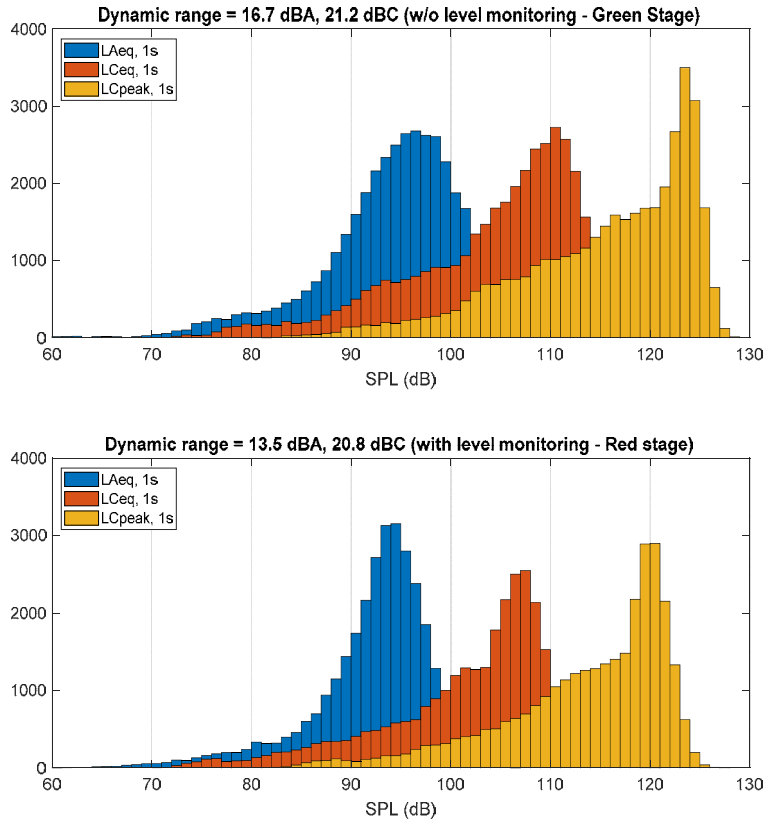 Dynamic range = 16.7 dBA, 21.2 dBC (w/o level monitoring - Green Stage)
4000
3000
2000
1000
0
LAeq, 1s
LCeq, 1s
LCpeak, 1s
60 70 80 90 100 110 120 130
SPL (dB)
Dynamic range = 13.5 dBA, 20.8 dBC (with level monitoring - Red stage)
4000
3000
2000
1000
0
LAeq, 1s
LCeq, 1s
LCpeak, 1s
60 70 80 90 100 110 120 130
SPL (dB)